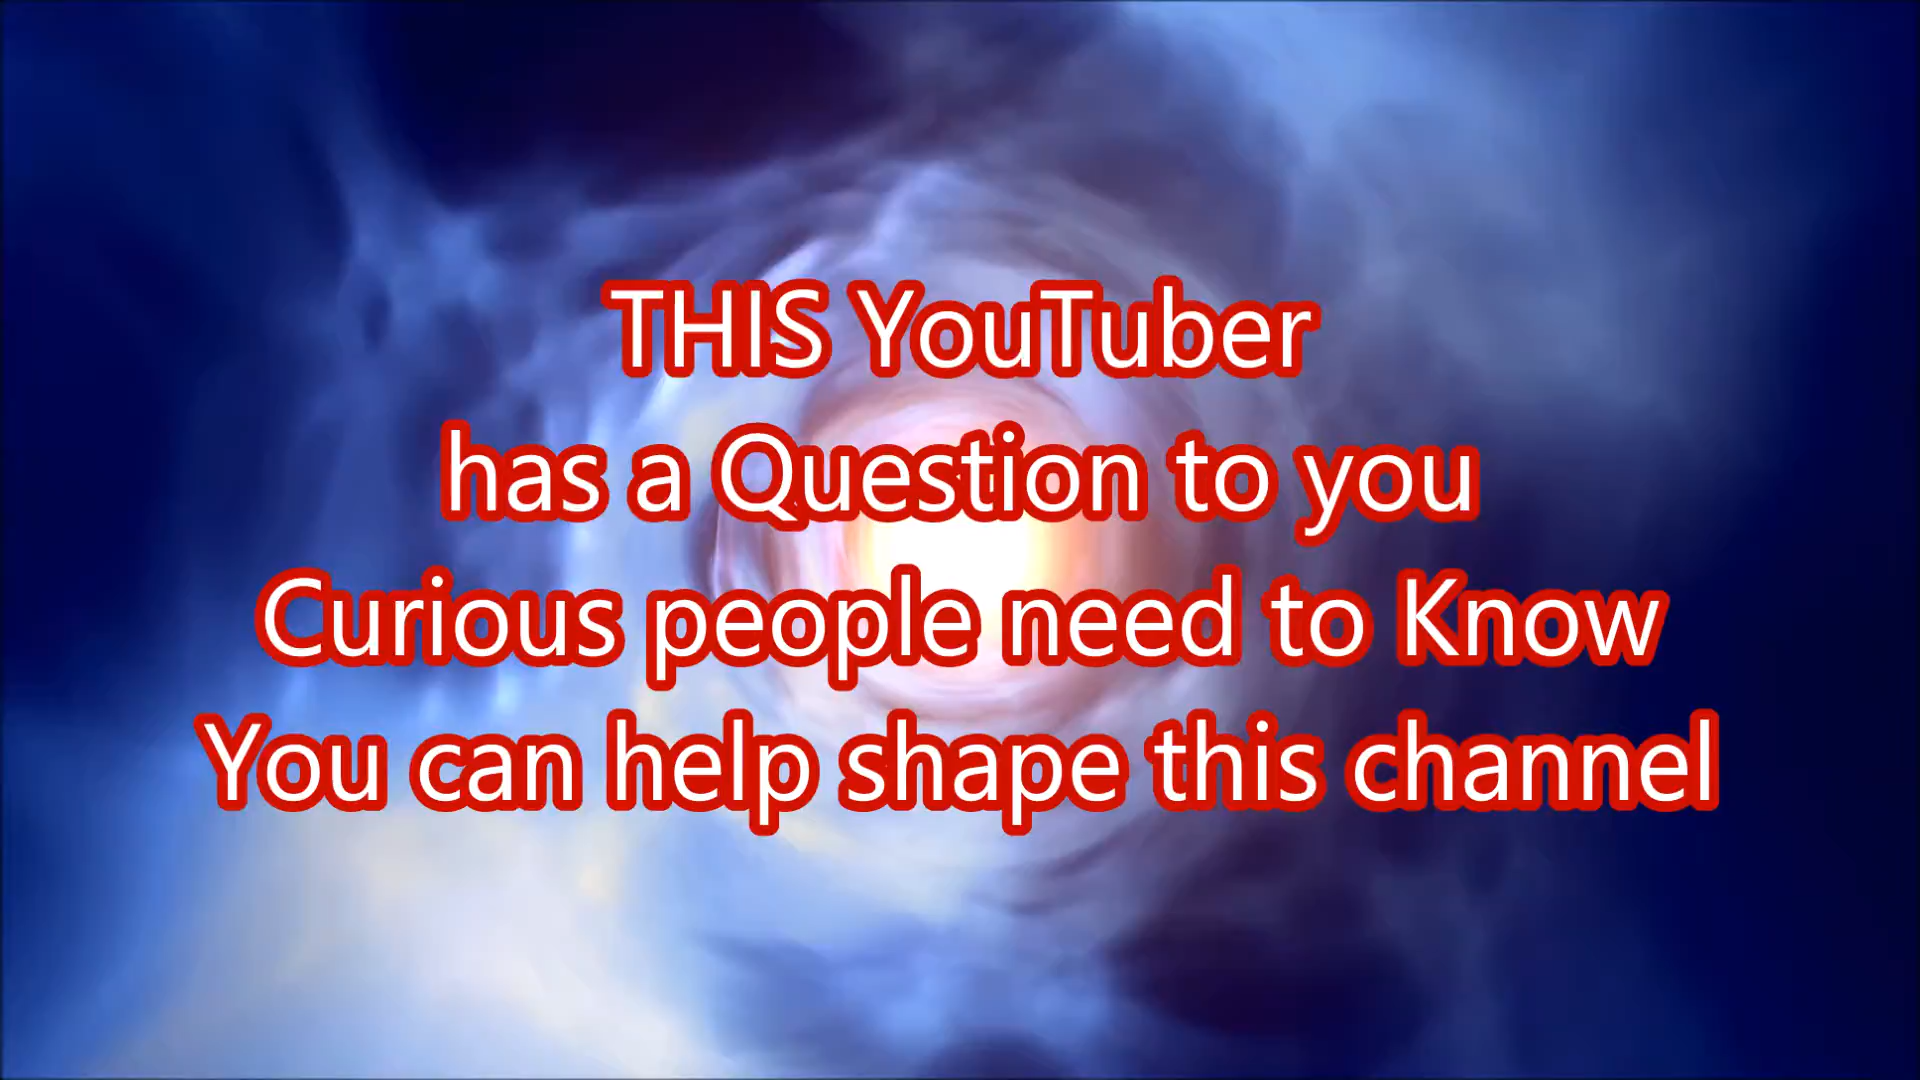 THIS YouTuber
has a Question to you
Curious people need to Know
You can help shape this channel